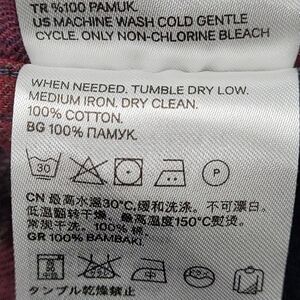 TR %100 PAMUK.
US MACHINE WASH COLD GENTLE
CYCLE. ONLY NON-CHLORINE BLEACH
WHEN NEEDED. TUMBLE DRY LOW.
MEDIUM IRON. DRY CLEAN.
100% COTTON.
BG 100% ПАМУК.
30
P
CN 最高水温30°C,缓和洗涤。不可漂白。
低温翻转干燥。最高温度150°C熨烫。
常规干洗。100% 棉。
GR 100% ΒΑΜΒΑΚΙ.
タンブル乾燥禁止